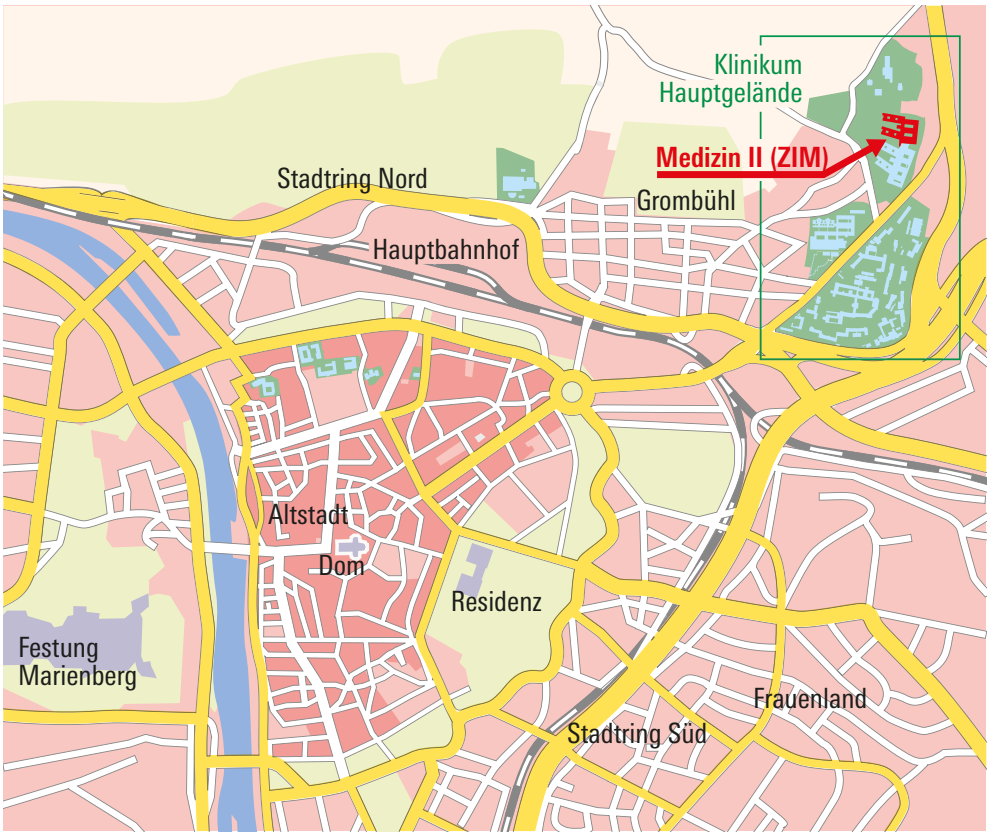 Klinikum
Hauptgelände
Medizin II (ZIM)
Stadtring Nord
Grombühl
Hauptbahnhof
Altstadt
Dom
Residenz
Festung
Marienberg
Frauenland
Stadtring Süd